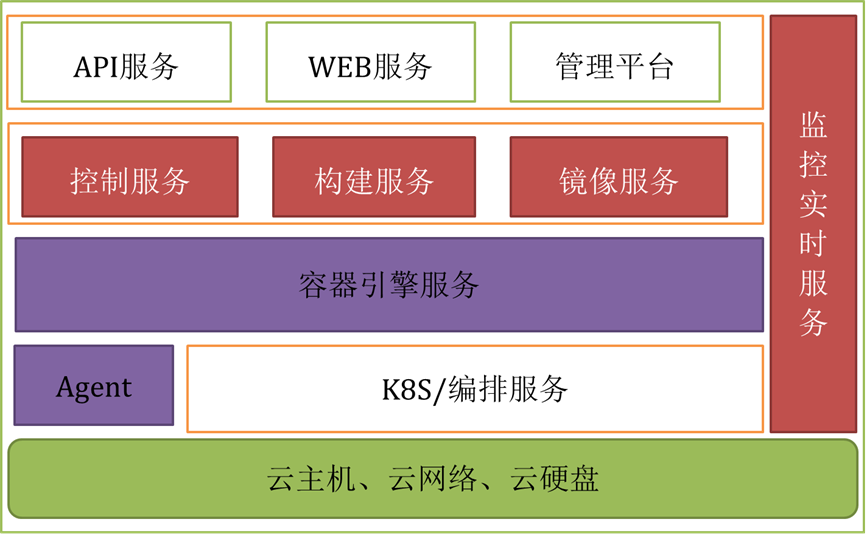 API服务
WEB服务
管理平台
控制服务
构建服务
镜像服务
容器引擎服务
Agent
K8S/编排服务
监控实时服务
云主机、云网络、云硬盘